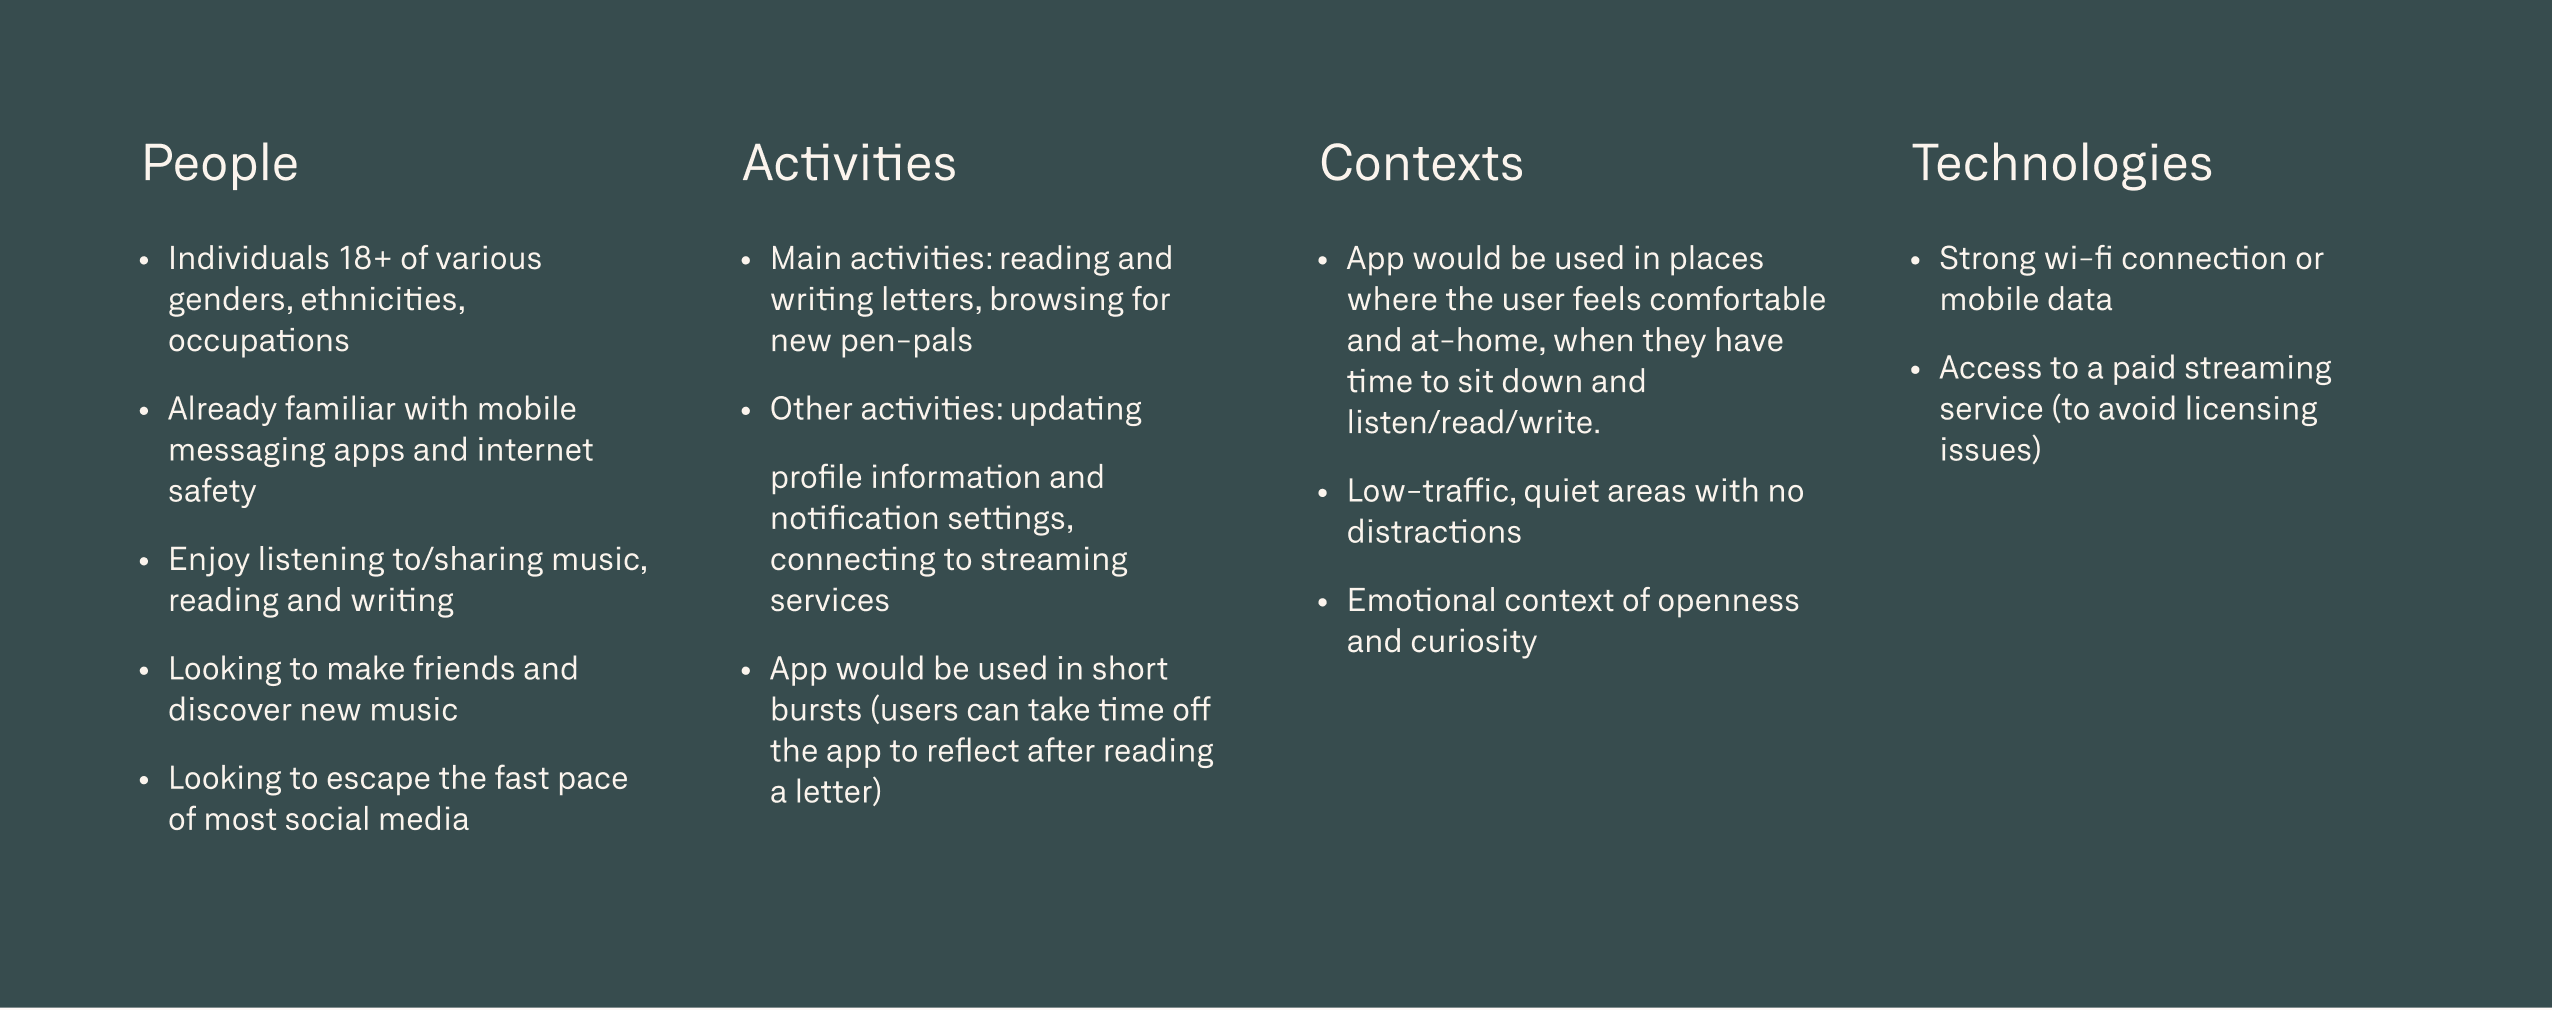 People
• Individuals 18+ of various
genders, ethnicities,
occupations
• Already familiar with mobile
messaging apps and internet
safety
• Enjoy listening to/sharing music,
reading and writing
• Looking to make friends and
discover new music
• Looking to escape the fast pace
of most social media
Activities
• Main activities: reading and
writing letters, browsing for
new pen-pals
• Other activities: updating
profile information and
notification settings,
connecting to streaming
services
• App would be used in short
bursts (users can take time off
the app to reflect after reading
a letter)
Contexts
• App would be used in places
where the user feels comfortable
and at-home, when they have
time to sit down and
listen/read/write.
• Low-traffic, quiet areas with no
distractions
• Emotional context of openness
and curiosity
Technologies
• Strong wi-fi connection or
mobile data
• Access to a paid streaming
service (to avoid licensing
issues)